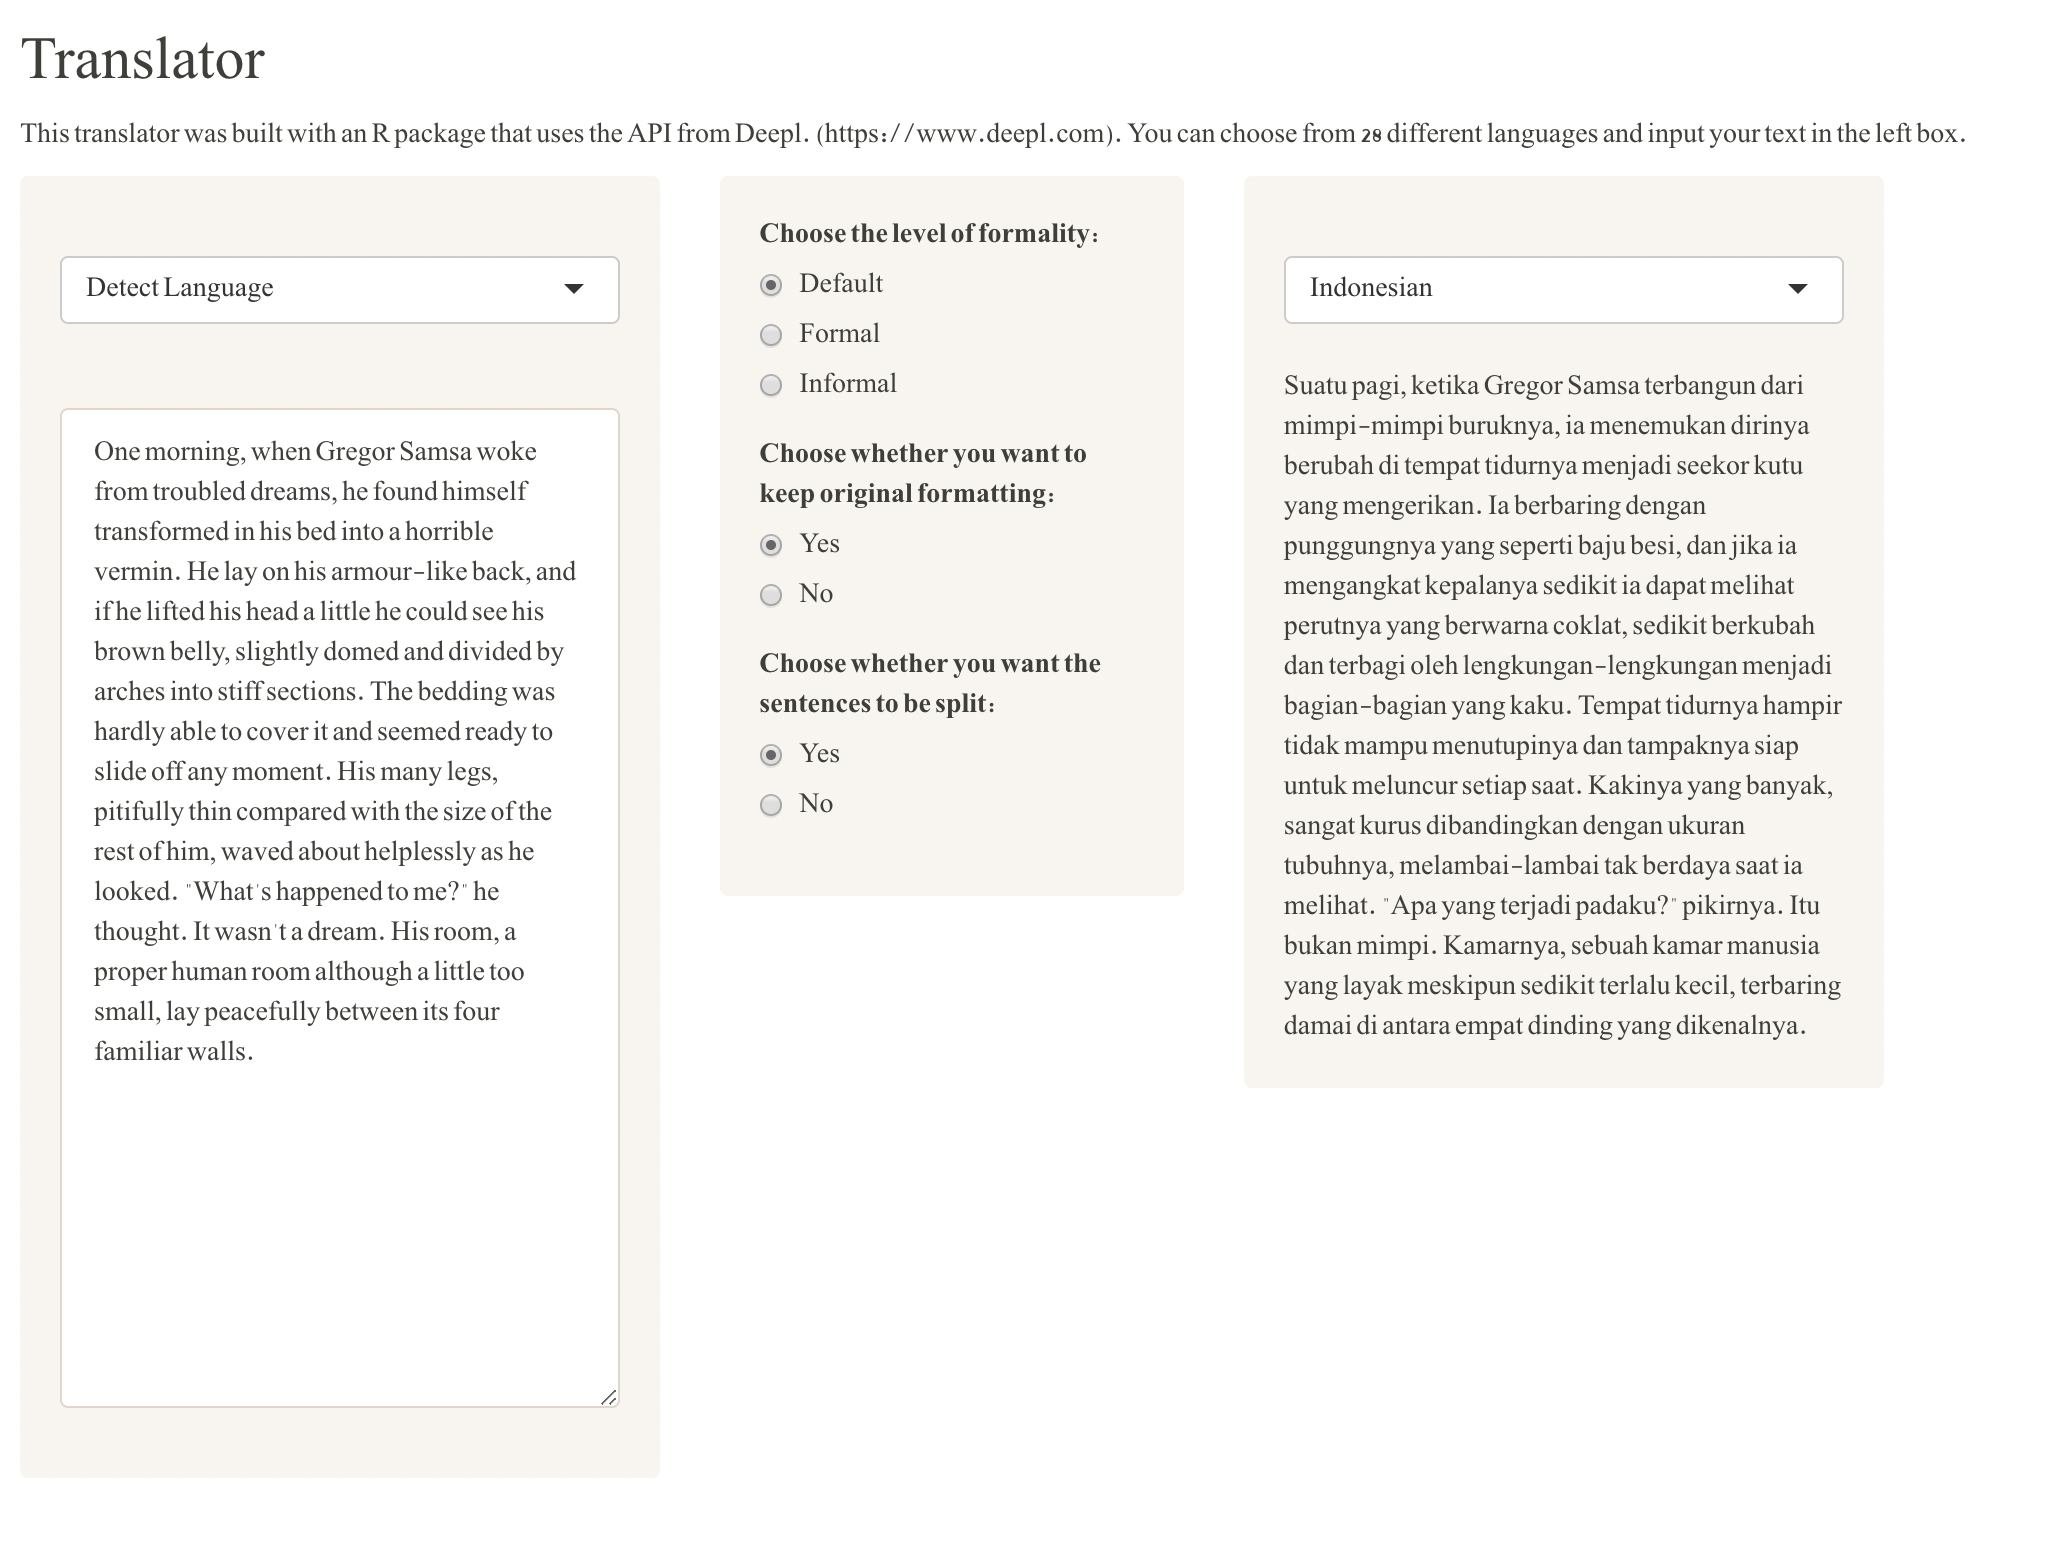 Translator
This translator was built with an R package that uses the API from Deepl. (https://www.deepl.com). You can choose from 28 different languages and input your text in the left box.
Detect Language
One morning, when Gregor Samsa woke
from troubled dreams, he found himself
transformed in his bed into a horrible
vermin. He lay on his armour-like back, and
if he lifted his head a little he could see his
brown belly, slightly domed and divided by
arches into stiff sections. The bedding was
hardly able to cover it and seemed ready to
slide off any moment. His many legs,
pitifully thin compared with the size of the
rest of him, waved about helplessly as he
looked. "What's happened to me?" he
thought. It wasn't a dream. His room, a
proper human room although a little too
small, lay peacefully between its four
familiar walls.
Choose the level of formality:
Default
Formal
Informal
Choose whether you want to
keep original formatting:
Yes
No
Choose whether you want the
sentences to be split:
Yes
No
Indonesian
Suatu pagi, ketika Gregor Samsa terbangun dari
mimpi-mimpi buruknya, ia menemukan dirinya
berubah di tempat tidurnya menjadi seekor kutu
yang mengerikan. Ia berbaring dengan
punggungnya yang seperti baju besi, dan jika ia
mengangkat kepalanya sedikit ia dapat melihat
perutnya yang berwarna coklat, sedikit berkubah
dan terbagi oleh lengkungan-lengkungan menjadi
bagian-bagian yang kaku. Tempat tidurnya hampir
tidak mampu menutupinya dan tampaknya siap
untuk meluncur setiap saat. Kakinya yang banyak,
sangat kurus dibandingkan dengan ukuran
tubuhnya, melambai-lambai tak berdaya saat ia
melihat. "Apa yang terjadi padaku?" pikirnya. Itu
bukan mimpi. Kamarnya, sebuah kamar manusia
yang layak meskipun sedikit terlalu kecil, terbaring
damai di antara empat dinding yang dikenalnya.